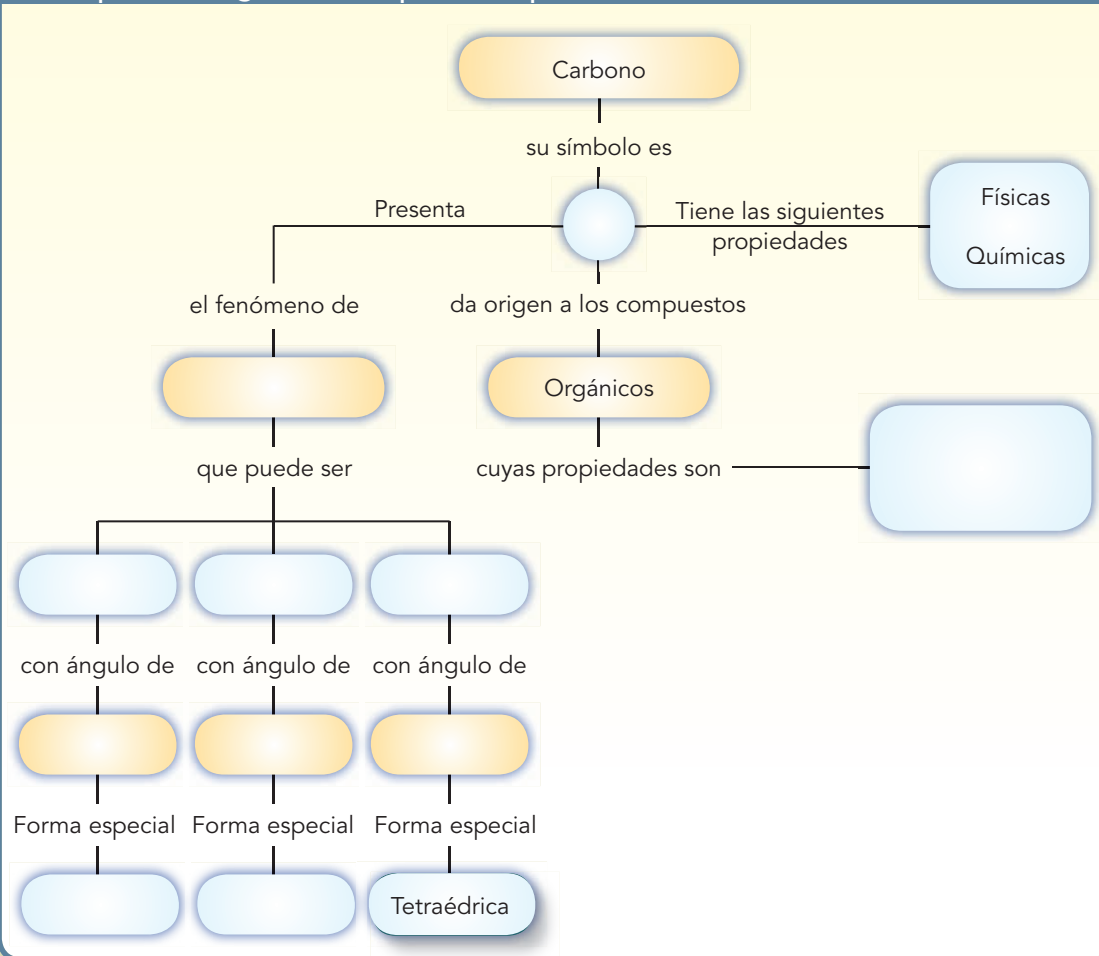 Carbono
su símbolo es
Presenta
Tiene las siguientes
propiedades
Físicas
Químicas
el fenómeno de
da origen a los compuestos
Orgánicos
que puede ser
cuyas propiedades son
con ángulo de
con ángulo de
con ángulo de
Forma especial
Forma especial
Forma especial
Tetraédrica